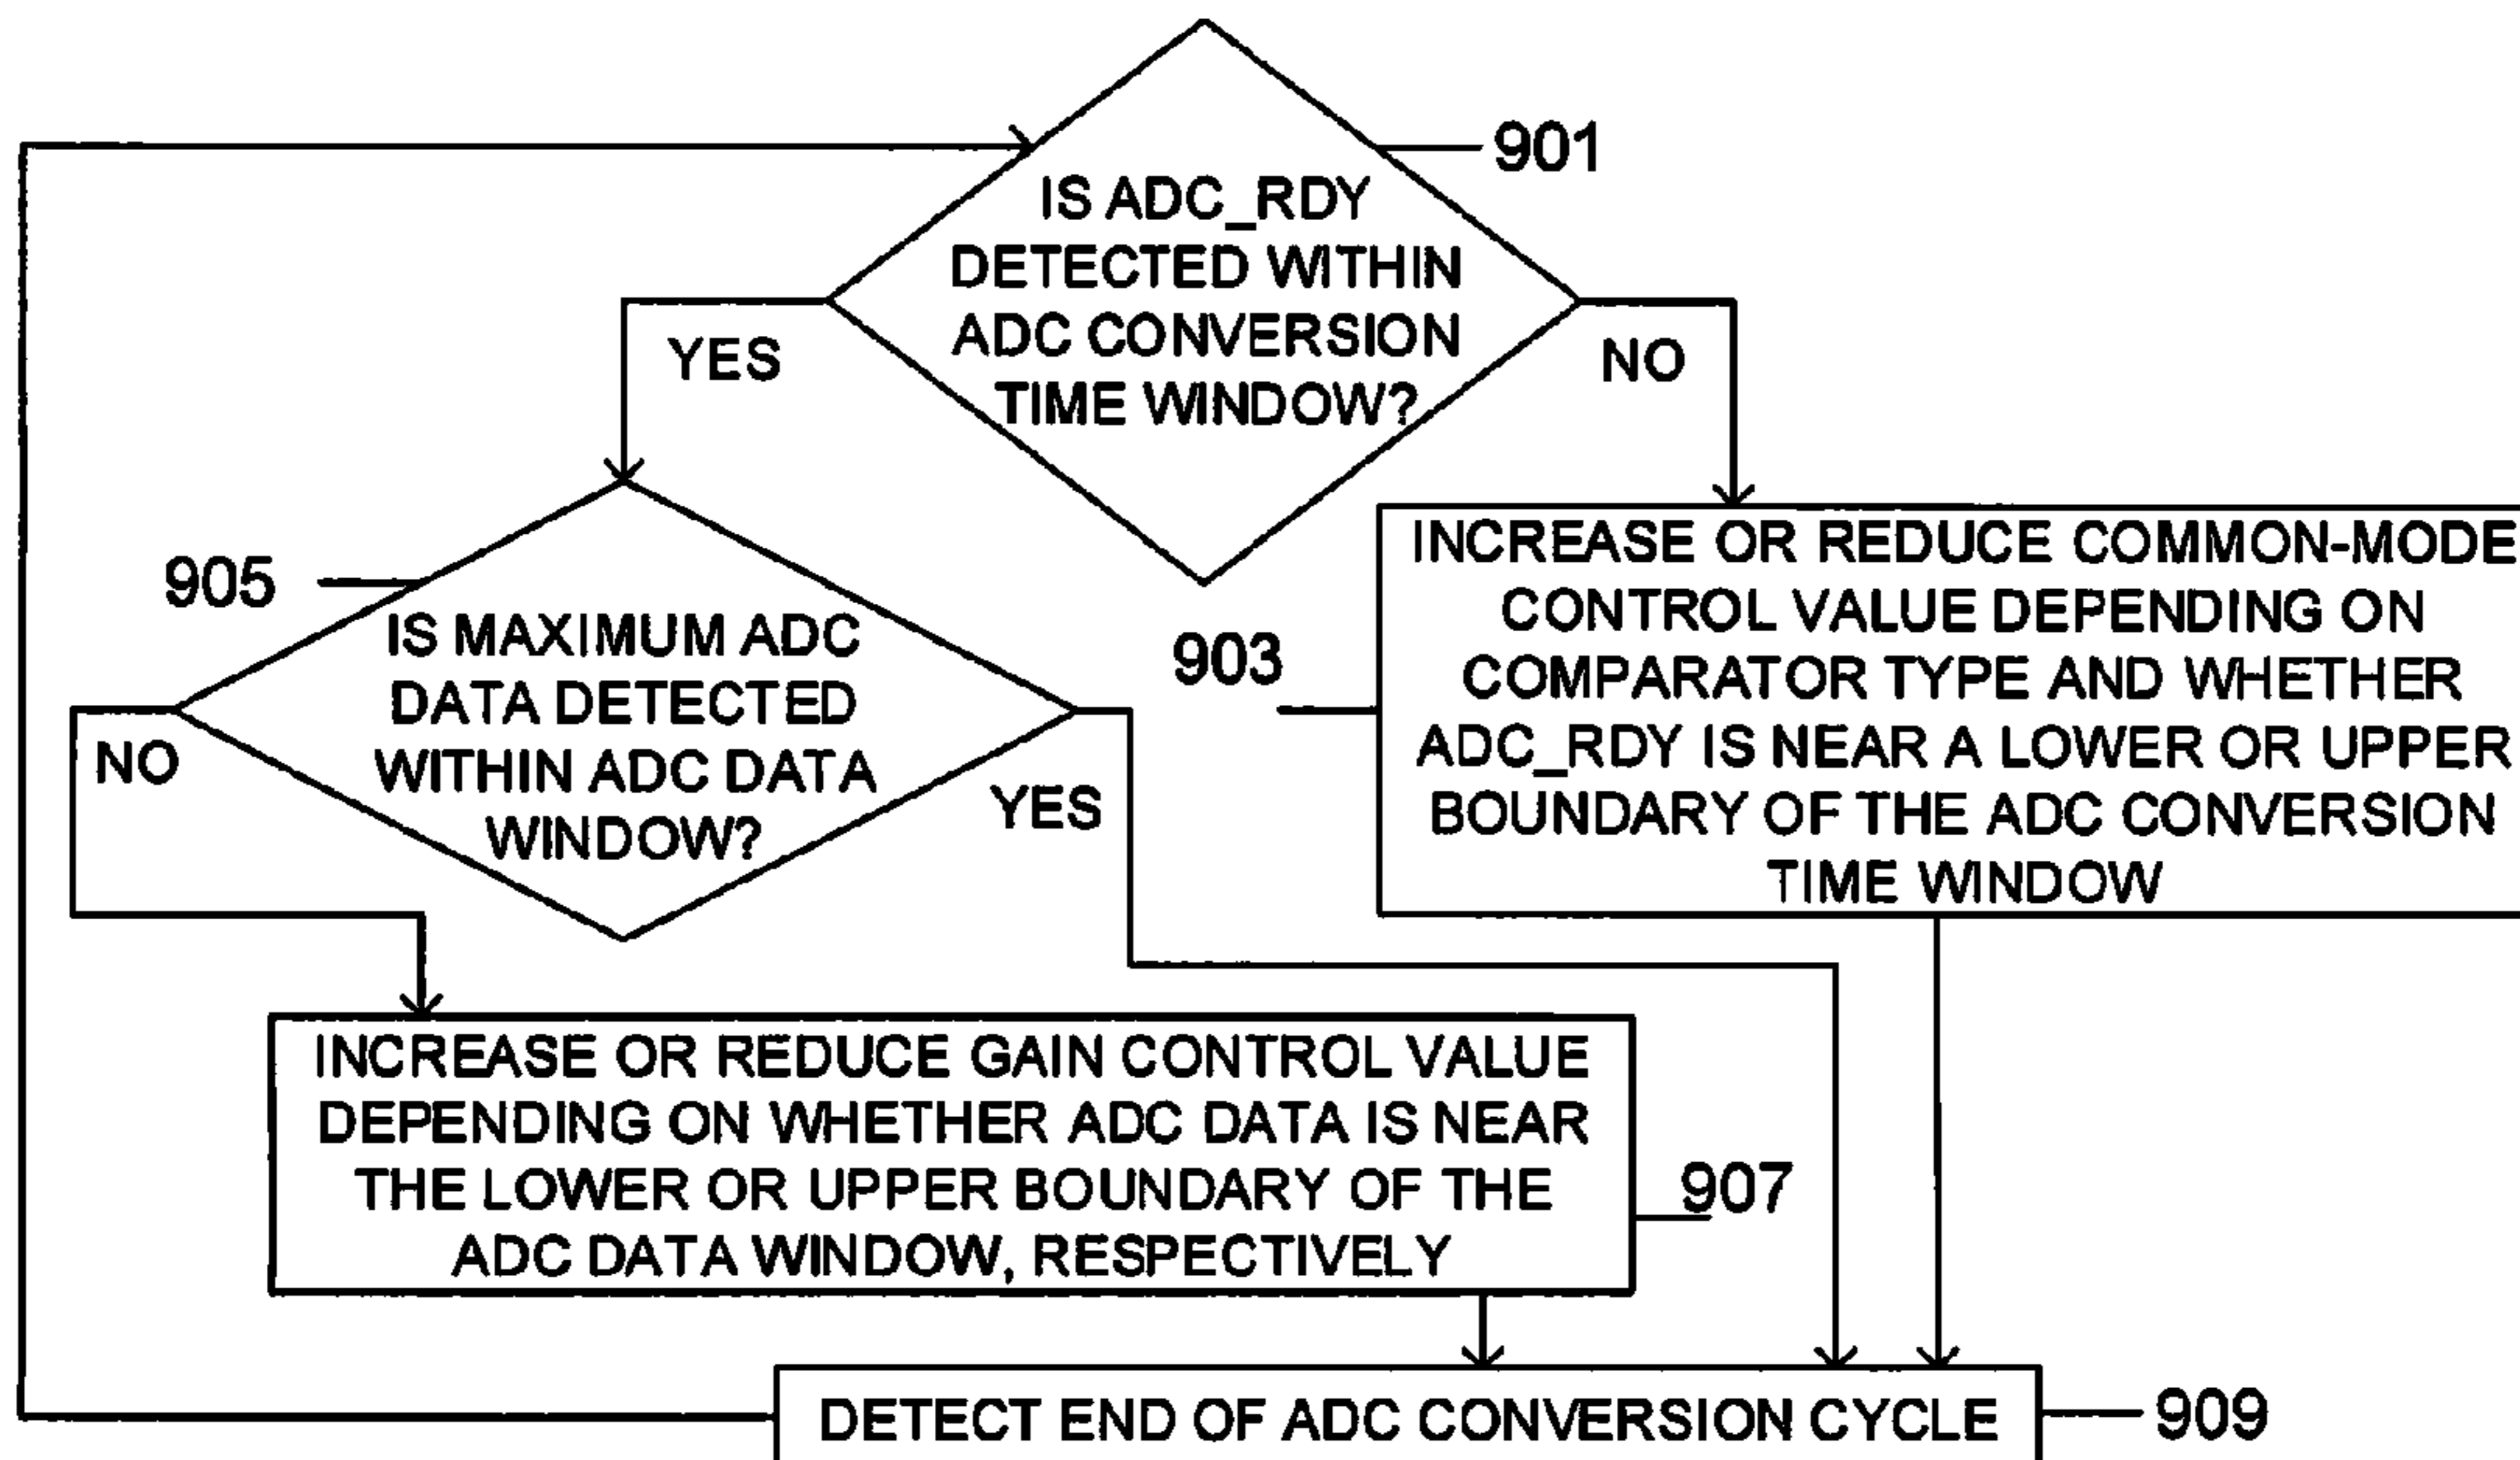 901
IS ADC_RDY
DETECTED WITHIN
ADC CONVERSION
TIME WINDOW?
YES
NO
905
IS MAXIMUM ADC
DATA DETECTED
WITHIN ADC DATA
WINDOW?
NO
YES
903
INCREASE OR REDUCE COMMON-MODE
CONTROL VALUE DEPENDING ON
COMPARATOR TYPE AND WHETHER
ADC_RDY IS NEAR A LOWER OR UPPER
BOUNDARY OF THE ADC CONVERSION
TIME WINDOW
INCREASE OR REDUCE GAIN CONTROL VALUE
DEPENDING ON WHETHER ADC DATA IS NEAR
THE LOWER OR UPPER BOUNDARY OF THE
ADC DATA WINDOW, RESPECTIVELY
907
DETECT END OF ADC CONVERSION CYCLE
909